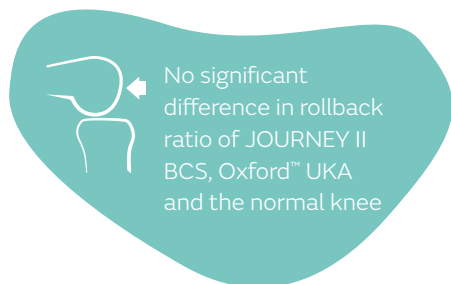 No significant
difference in rollback
ratio of JOURNEY II
BCS, Oxford™ UKA
and the normal knee